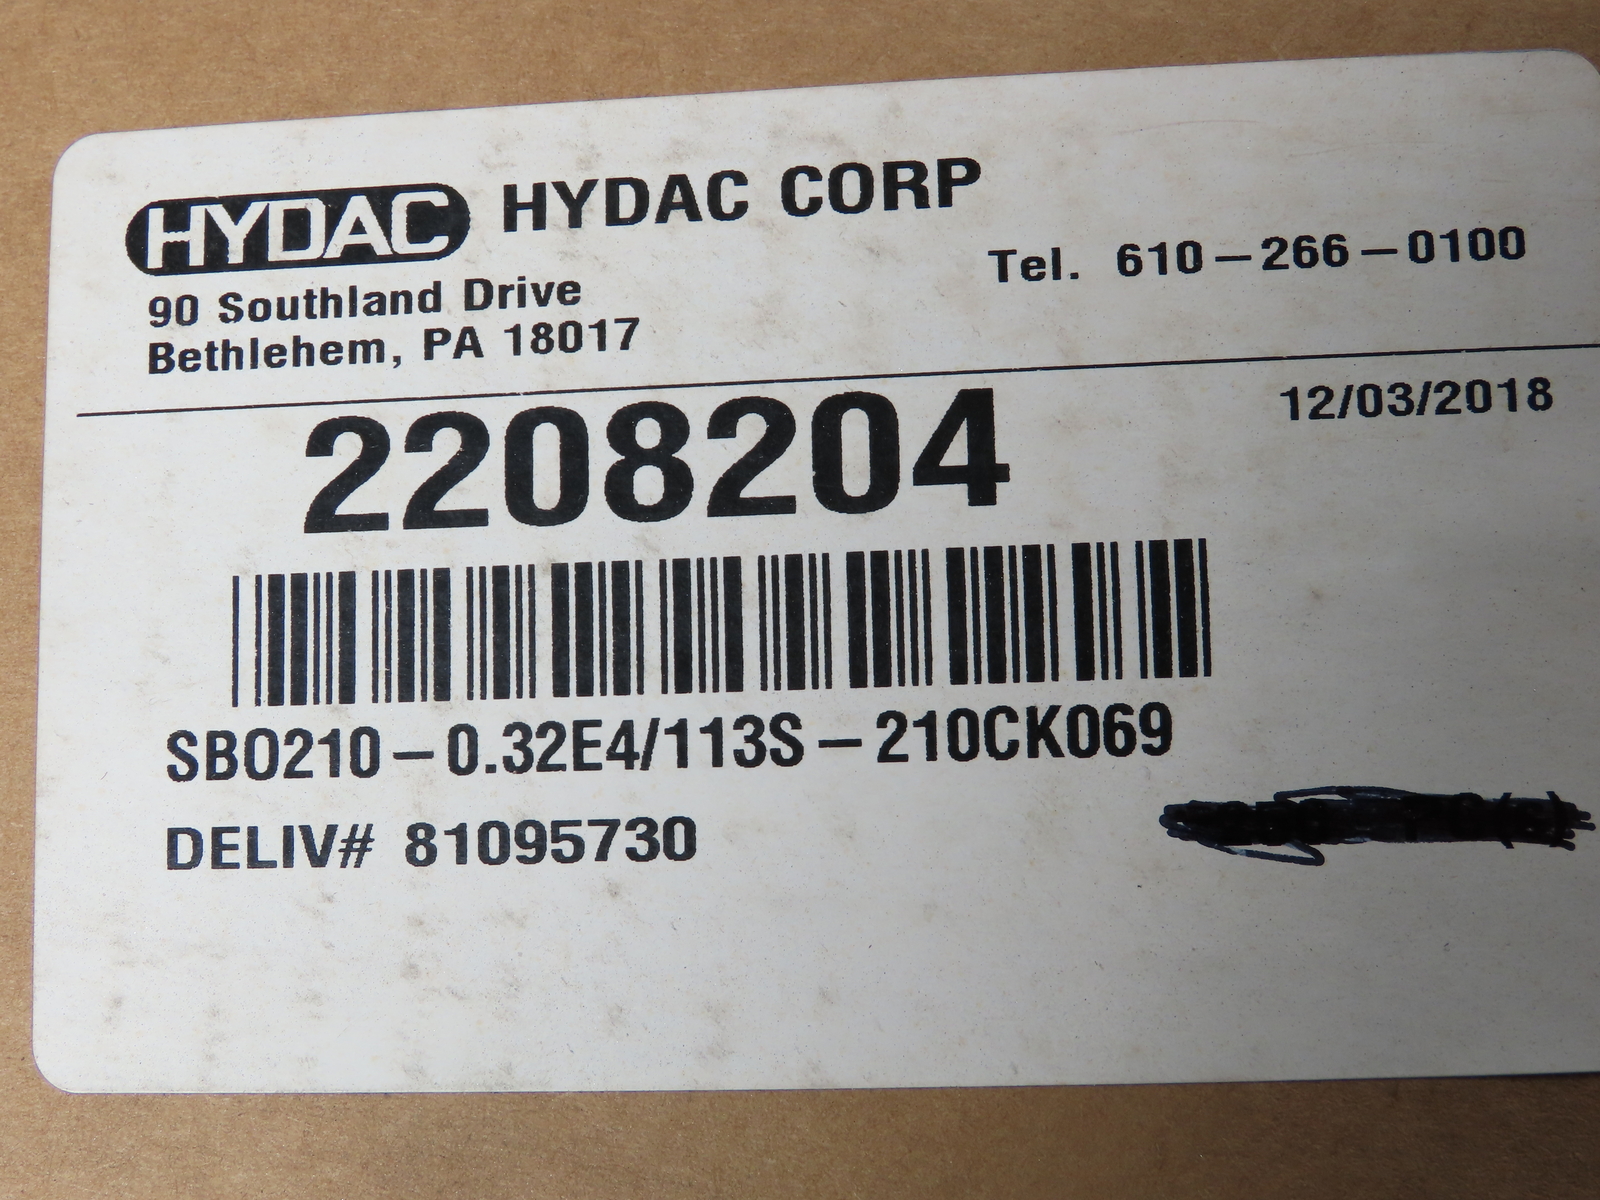 HYDAC HYDAC CORP
Tel. 610-266-0100
90 Southland Drive
Bethlehem, PA 18017
12/03/2018
2208204
SBO210-0.32E4/113S-210CK069
DELIV# 81095730